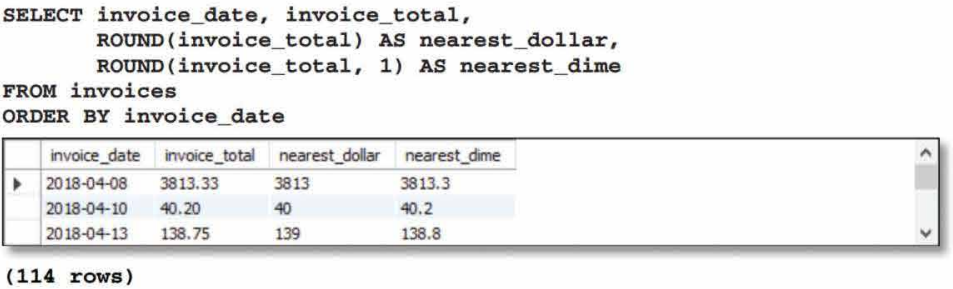 SELECT invoice_date, invoice_total,
ROUND(invoice_total) AS nearest_dollar,
ROUND(invoice_total, 1) AS nearest_dime
FROM invoices
ORDER BY invoice_date
invoice_date invoice_total nearest_dollar nearest_dime
2018-04-08 3813.33 3813 3813.3
2018-04-10 40.20 40 40.2
2018-04-13 138.75 139 138.8
(114 rows)